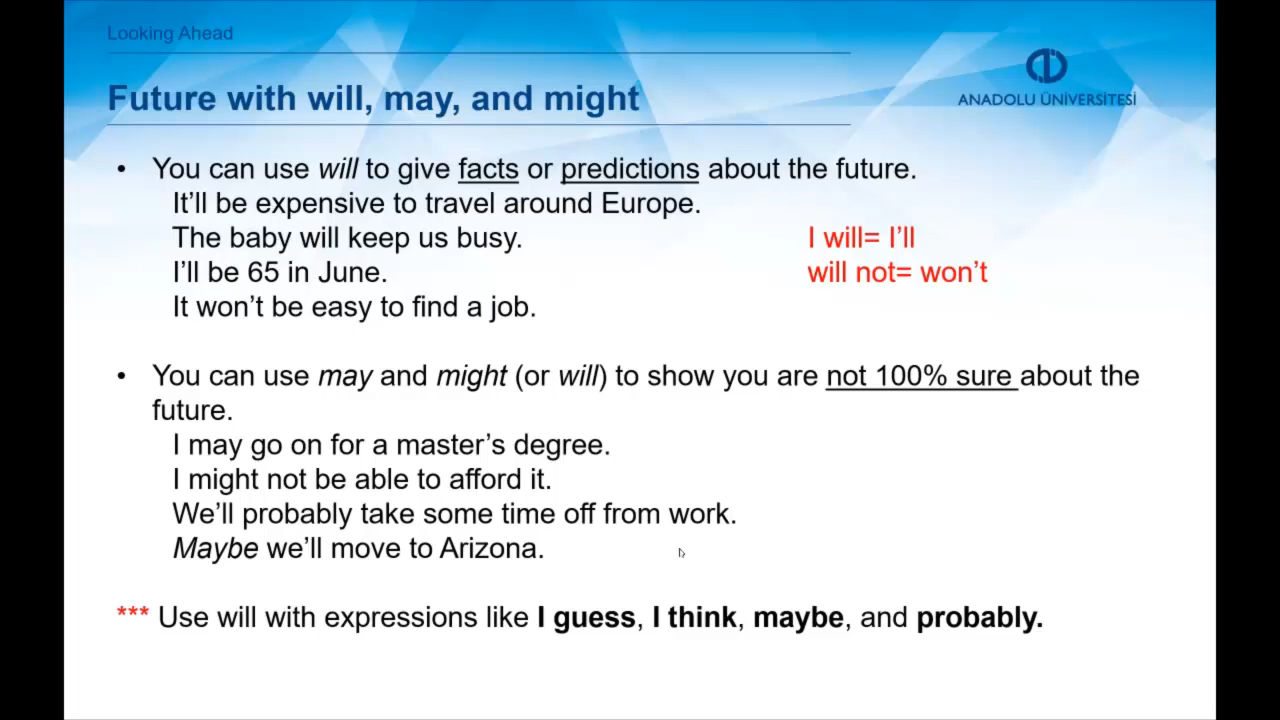 Looking Ahead
ANADOLU ÜNİVERSİTESİ
Future with will, may, and might
• You can use will to give facts or predictions about the future.
It’ll be expensive to travel around Europe.
The baby will keep us busy.
I will= I’ll
I’ll be 65 in June.
will not= won’t
It won’t be easy to find a job.
• You can use may and might (or will) to show you are not 100% sure about the
future.
I may go on for a master’s degree.
I might not be able to afford it.
We’ll probably take some time off from work.
Maybe we’ll move to Arizona.
*** Use will with expressions like I guess, I think, maybe, and probably.